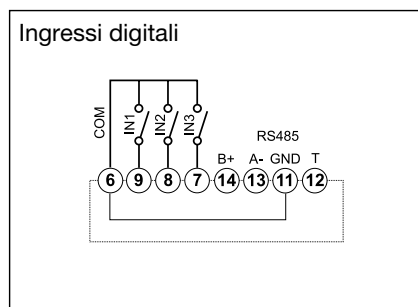 Ingressi digitali
COM
IN1
IN2
IN3
RS485
B+ A- GND T
6 9 8 7 14 13 11 12